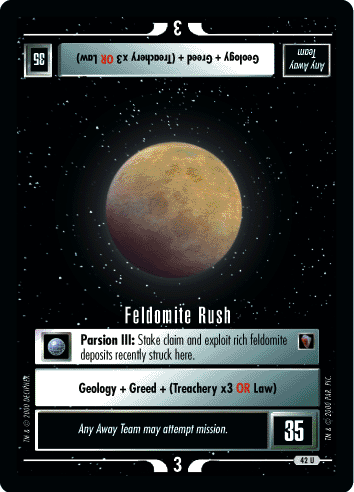 3
Any Away
Team
Geology + Greed + (Treachery x3 OR Law)
35
Feldomite Rush
Parsion III: Stake claim and exploit rich feldomite
deposits recently struck here.
Geology + Greed + (Treachery x3 OR Law)
Any Away Team may attempt mission.
35
TM & © 2000 DECIPHER
TM & © 2000 PAR. PIC.
42 U
3